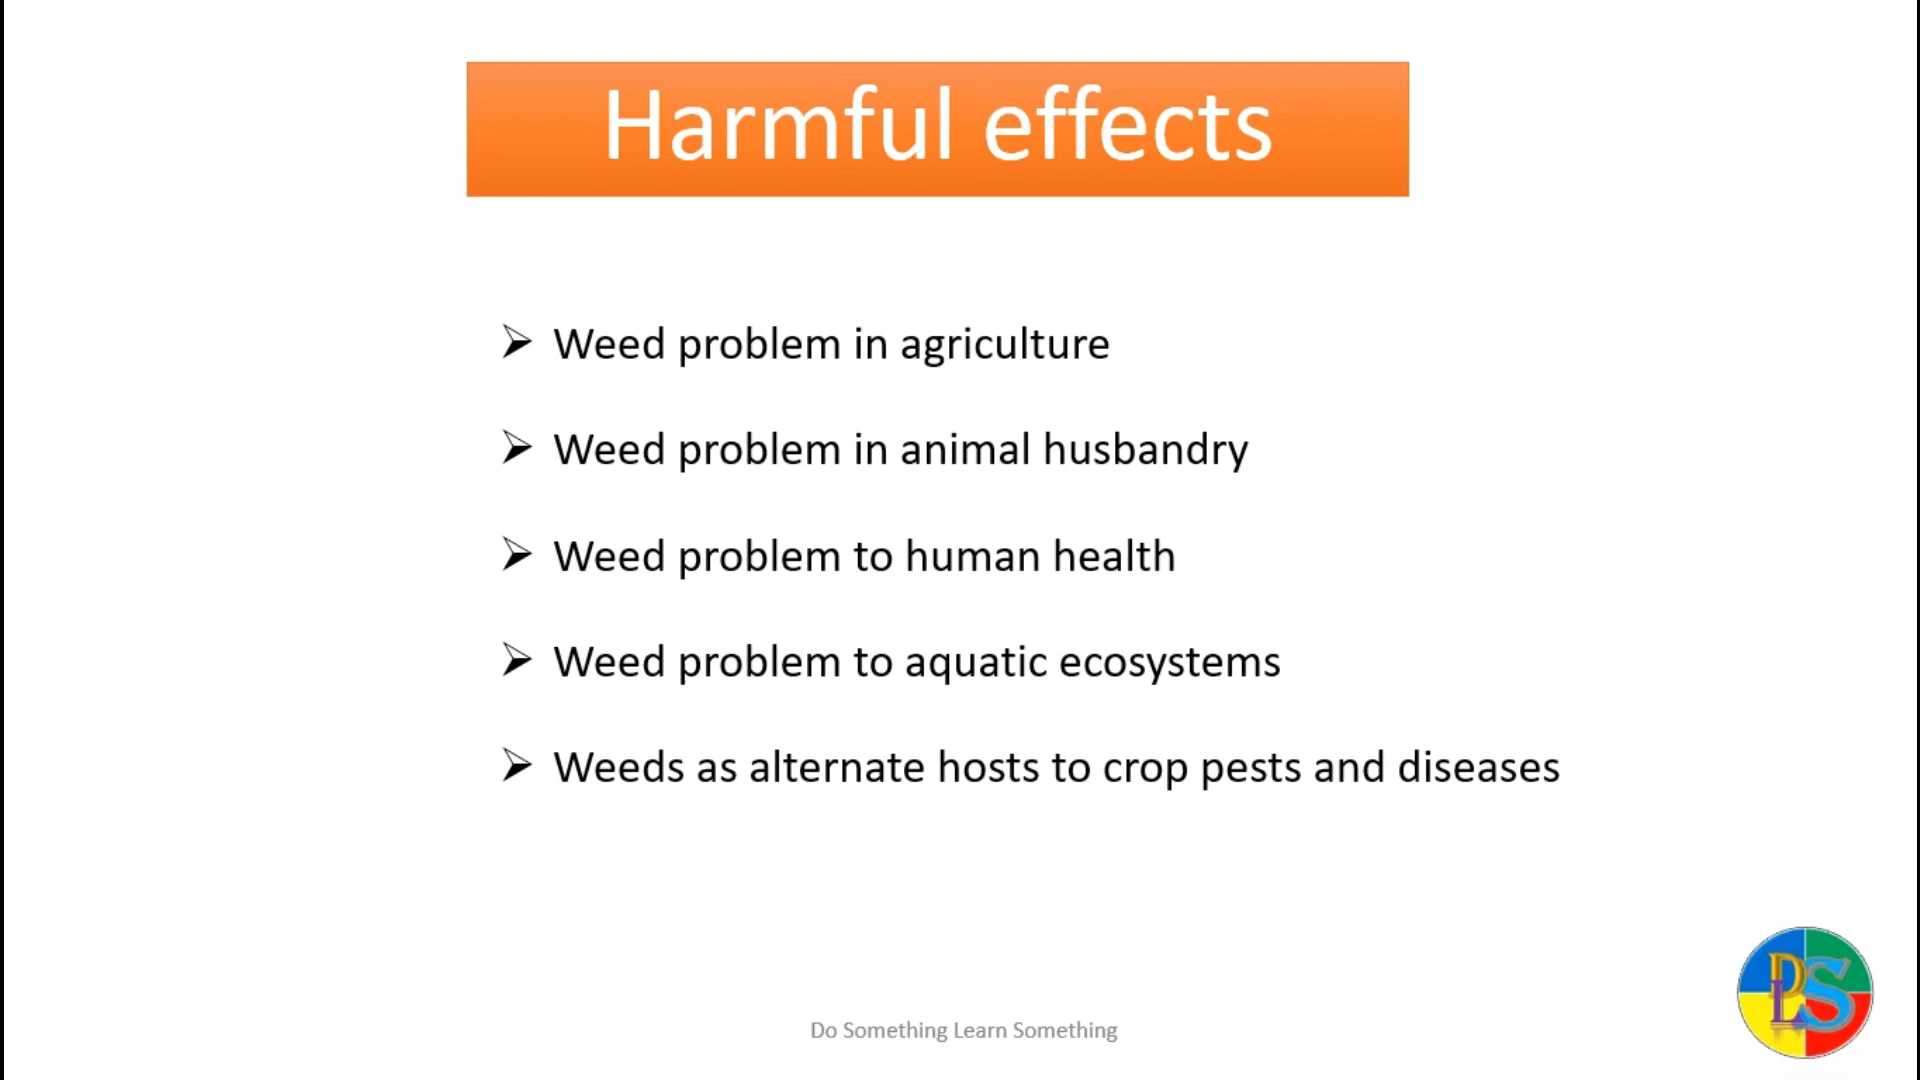 Harmful effects
Weed problem in agriculture
Weed problem in animal husbandry
Weed problem to human health
Weed problem to aquatic ecosystems
Weeds as alternate hosts to crop pests and diseases
Do Something Learn Something
DLS